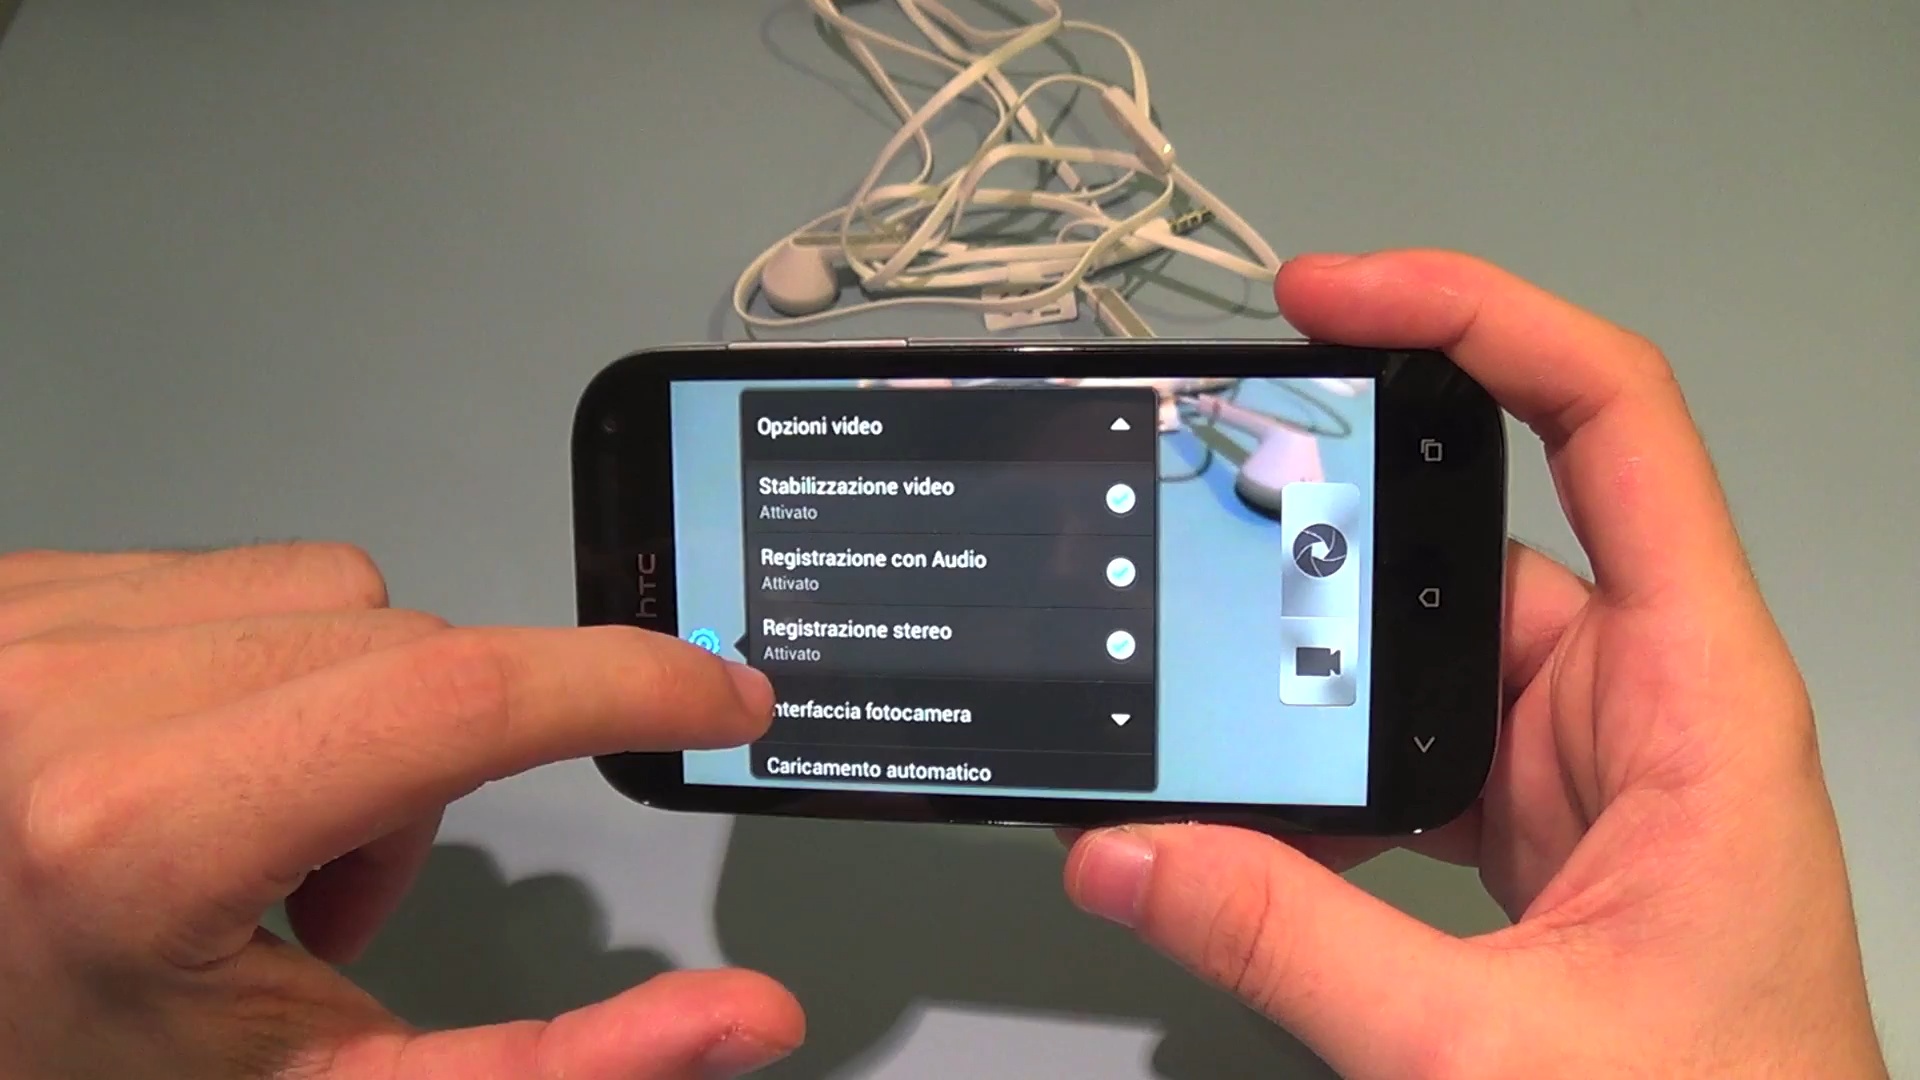 hTC
Opzioni video
Stabilizzazione video
Attivato
Registrazione con Audio
Attivato
Registrazione stereo
Attivato
nterfaccia fotocamera
Caricamento automatico